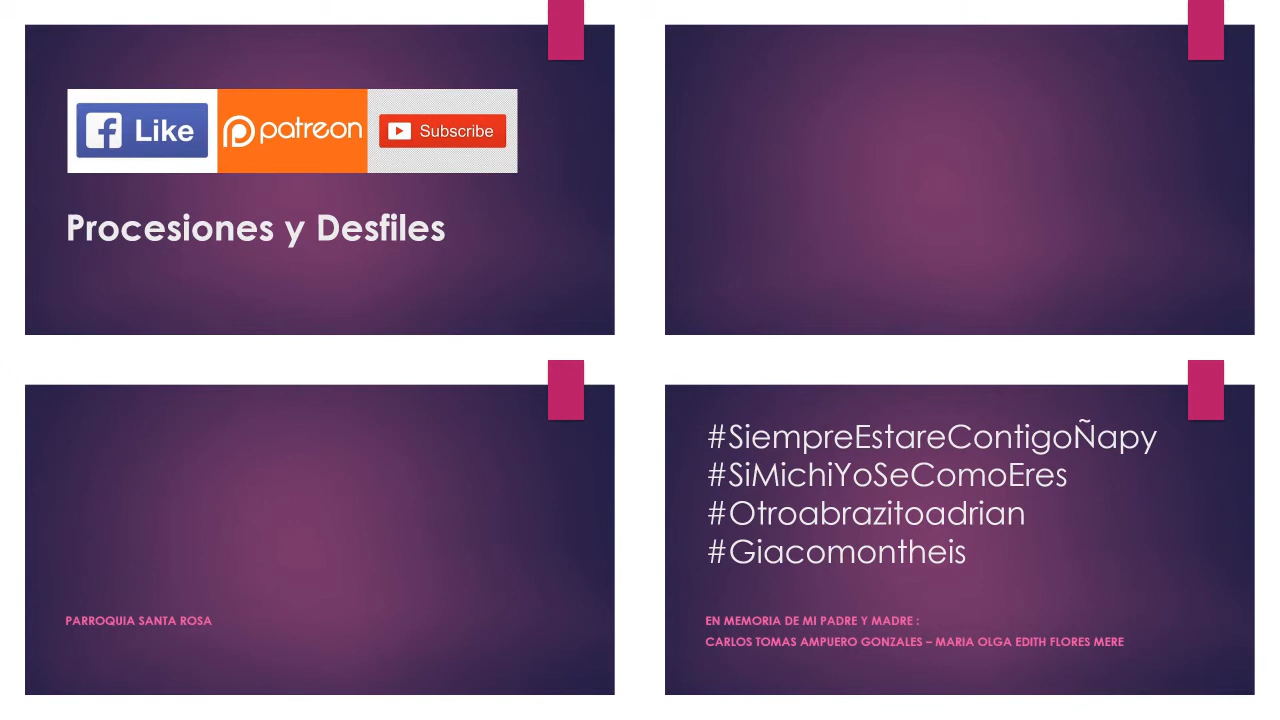 Like
patreon
Subscribe
Procesiones y Desfiles
PARROQUIA SANTA ROSA
#SiempreEstareContigoÑapy
#SiMichiYoSeComoEres
#Otroabrazitoadrian
#Giacomontheis
EN MEMORIA DE MI PADRE Y MADRE :
CARLOS TOMAS AMPUERO GONZALES – MARIA OLGA EDITH FLORES MERE